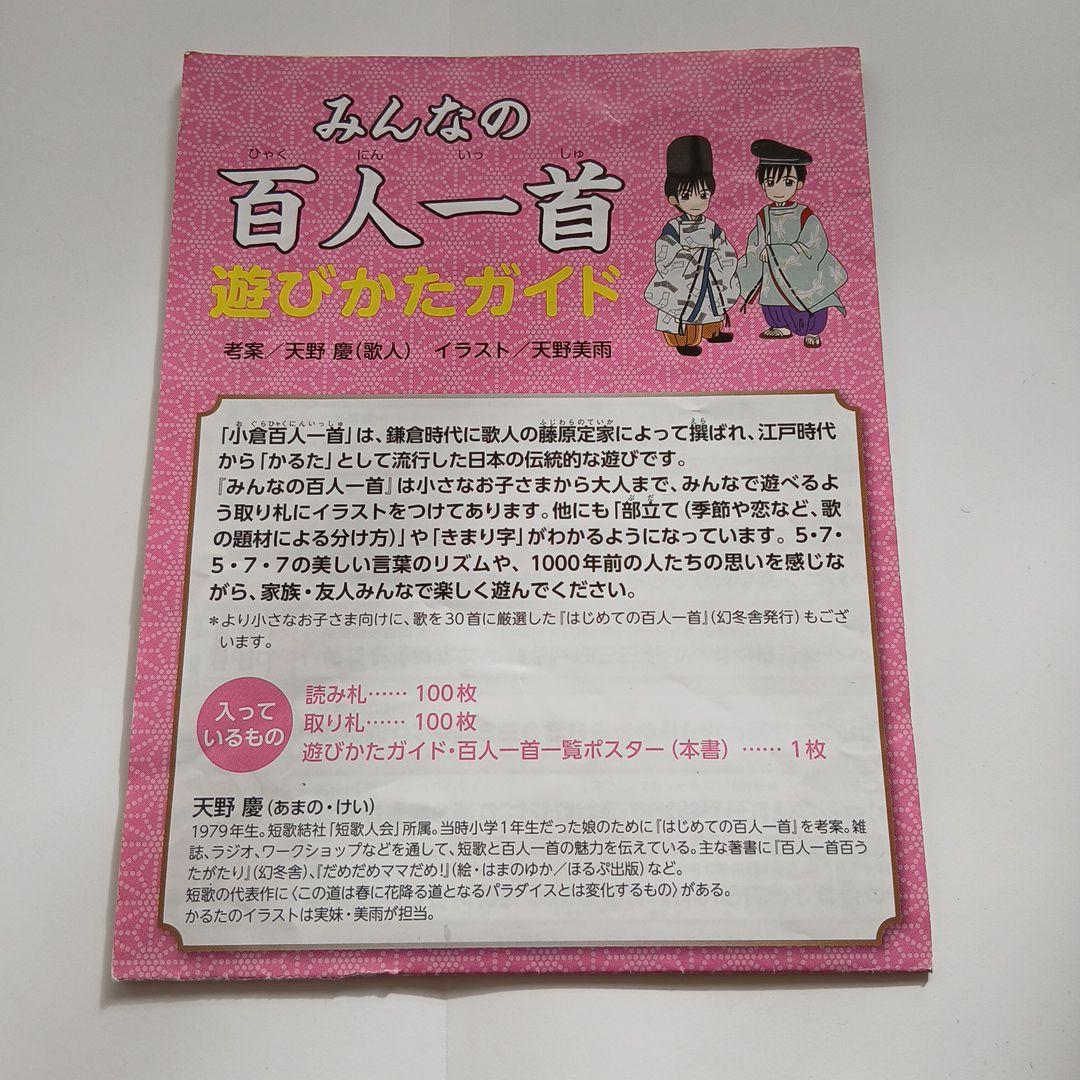 みんなの
ひゃく にん いっ しゅ
百人一首
遊びかたガイド
考案／天野 慶（歌人） イラスト／天野美雨
おぐらひゃくにんいっしゅ ふじわらのていか えら
「小倉百人一首」は、鎌倉時代に歌人の藤原定家によって撰ばれ、江戸時代
から「かるた」として流行した日本の伝統的な遊びです。
『みんなの百人一首』は小さなお子さまから大人まで、みんなで遊べるよ
ぶだ
う取り札にイラストをつけてあります。他にも「部立て（季節や恋など、歌
の題材による分け方）」や「きまり字」がわかるようになっています。5・7・
5・7・7の美しい言葉のリズムや、1000年前の人たちの思いを感じな
がら、家族・友人みんなで楽しく遊んでください。
＊より小さなお子さま向けに、歌を30首に厳選した『はじめての百人一首』（幻冬舎発行）もござ
います。
入って
いるもの
読み札…… 100枚
取り札…… 100枚
遊びかたガイド・百人一首一覧ポスター（本書） …… 1枚
天野 慶（あまの・けい）
1979年生。短歌結社「短歌人会」所属。当時小学1年生だった娘のために『はじめての百人一首』を考案。雑
誌、ラジオ、ワークショップなどを通して、短歌と百人一首の魅力を伝えている。主な著書に『百人一首百う
たがたり』（幻冬舎）、『だめだめママだめ！』（絵・はまのゆか／ほるぷ出版）など。
短歌の代表作に〈この道は春に花降る道となるパラダイスとは変化するもの〉がある。
かるたのイラストは実妹・美雨が担当。